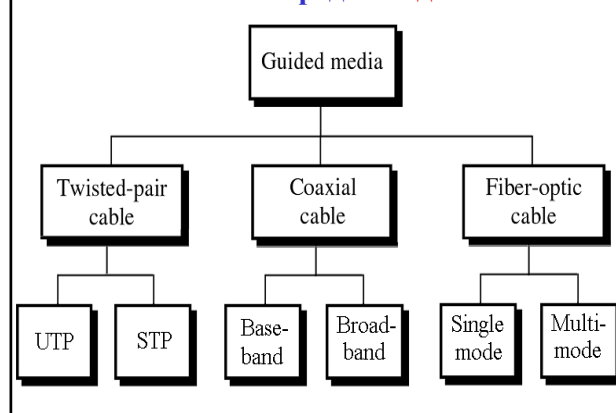 Guided media
Twisted-pair
cable
Coaxial
cable
Fiber-optic
cable
UTP
STP
Base-
band
Broad-
band
Single
mode
Multi-
mode